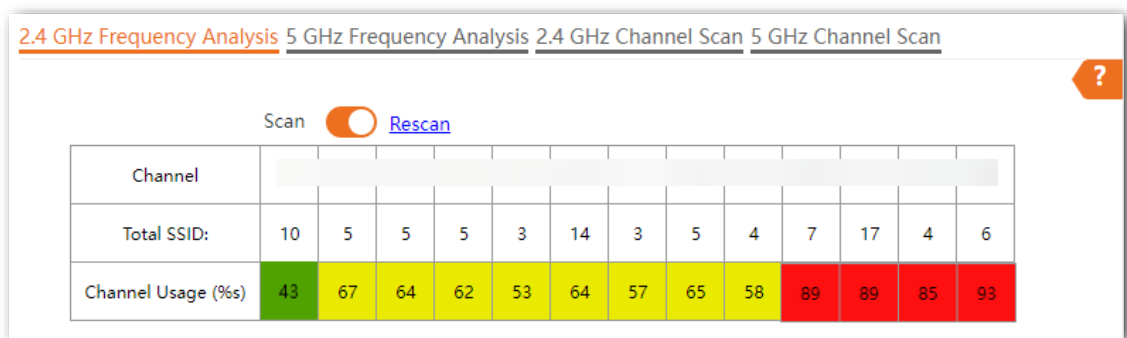 2.4 GHz Frequency Analysis 5 GHz Frequency Analysis 2.4 GHz Channel Scan 5 GHz Channel Scan
?
Scan Rescan
Channel
Total SSID: 10 5 5 5 3 14 3 5 4 7 17 4 6
Channel Usage (%s) 43 67 64 62 53 64 57 65 58 89 89 85 93